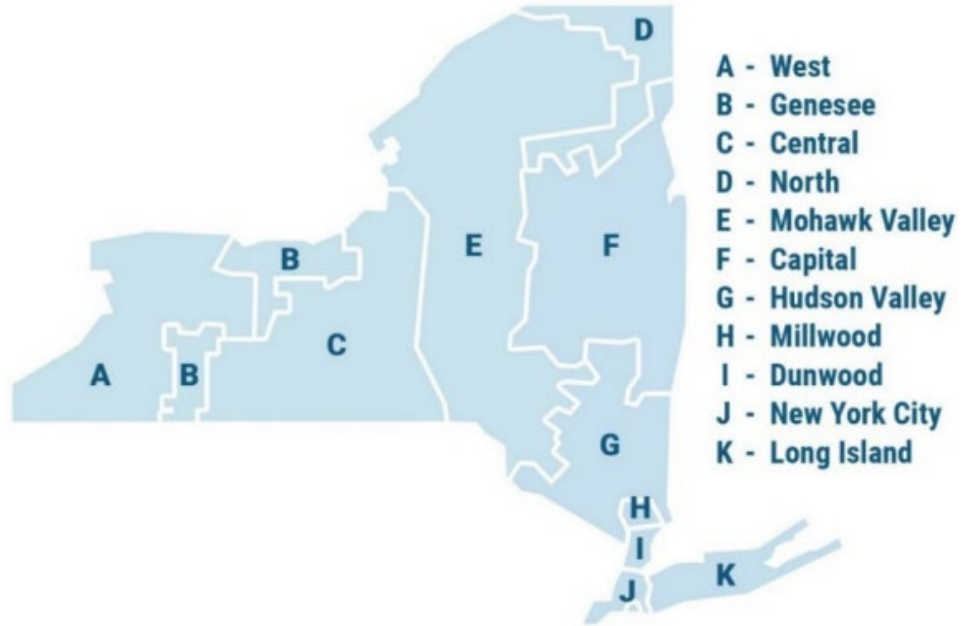 D
B
E
F
C
A
B
G
H
I
K
J
A - West
B - Genesee
C - Central
D - North
E - Mohawk Valley
F - Capital
G - Hudson Valley
H - Millwood
I - Dunwood
J - New York City
K - Long Island